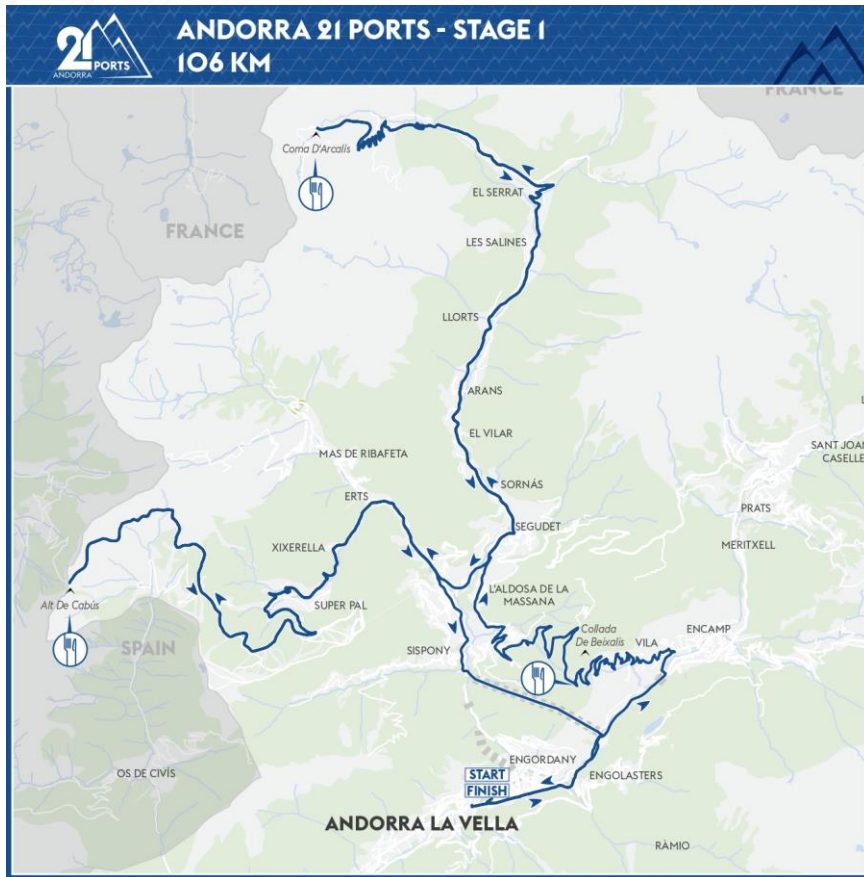 21
PORTS
ANDORRA
ANDORRA 21 PORTS - STAGE 1
106 KM
FRANCE
Coma D'Arcalís
EL SERRAT
FRANCE
LES SALINES
LLORTS
ARANS
EL VILAR
SANT JOAN
CASELLE
MAS DE RIBAFETA
SORNÁS
ERTS
PRATS
SEGUDET
XIXERELLA
MERITXELL
L'ALDOSA DE LA
MASSANA
Alt De Cabús
SUPER PAL
Collada
De Beixalis
ENCAMP
VILA
SPAIN
SISPONY
ENGORDANY
OS DE CIVÍS
START
FINISH
ENGOLASTERS
ANDORRA LA VELLA
RÀMIO